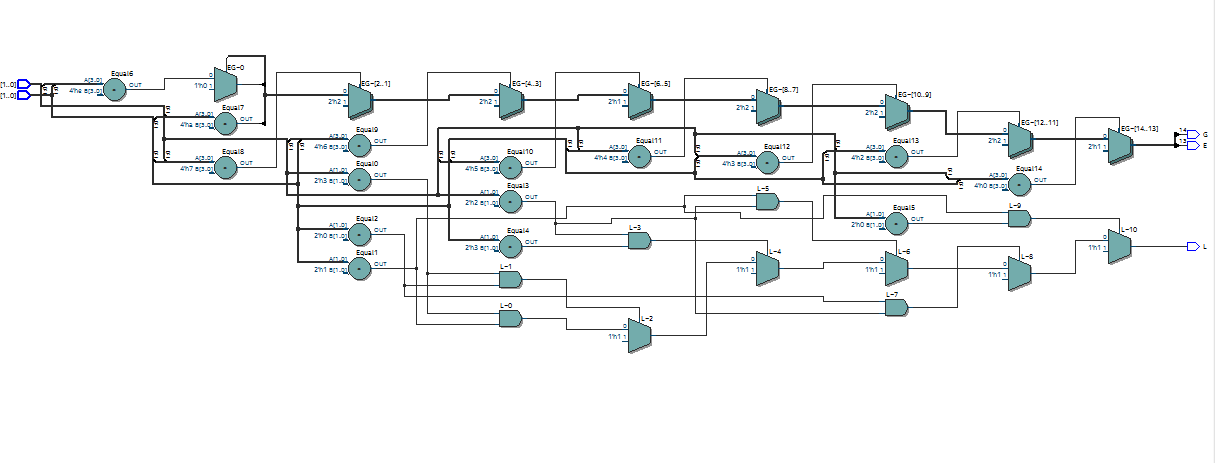 [1..0]
[1..0]
Equal6
A[3..0]
4'he B[3..0]
OUT
EG~0
0
1'h0 1
Equal7
A[3..0]
4'ha B[3..0]
OUT
Equal8
A[3..0]
4'h7 B[3..0]
OUT
EG~[2..1]
0
2'h2 1
Equal9
A[3..0]
4'h6 B[3..0]
OUT
Equal0
A[1..0]
2'h3 B[1..0]
OUT
Equal2
A[1..0]
2'h0 B[1..0]
OUT
Equal1
A[1..0]
2'h1 B[1..0]
OUT
EG~[4..3]
0
2'h2 1
Equal10
A[3..0]
4'h5 B[3..0]
OUT
Equal3
A[1..0]
2'h2 B[1..0]
OUT
Equal4
A[1..0]
2'h3 B[1..0]
OUT
L~1
L~0
EG~[6..5]
0
2'h1 1
Equal11
A[3..0]
4'h4 B[3..0]
OUT
L~3
L~2
0
1'h1 1
EG~[8..7]
0
2'h2 1
Equal12
A[3..0]
4'h3 B[3..0]
OUT
L~5
L~4
0
1'h1 1
EG~[10..9]
0
2'h2 1
Equal13
A[3..0]
4'h2 B[3..0]
OUT
Equal5
A[1..0]
2'h0 B[1..0]
OUT
L~6
0
1'h1 1
L~7
EG~[12..11]
0
2'h2 1
Equal14
A[3..0]
4'h0 B[3..0]
OUT
L~9
L~8
0
1'h1 1
EG~[14..13]
0
2'h1 1
L~10
0
1'h1 1
14
G
13
E
L